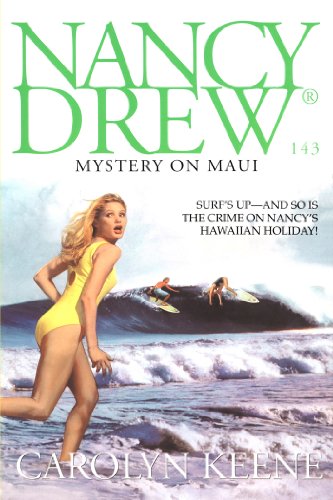 NANCY
DREW®
143
MYSTERY ON MAUI
SURF'S UP—AND SO IS
THE CRIME ON NANCY'S
HAWAIIAN HOLIDAY!
CAROLYN KEENE